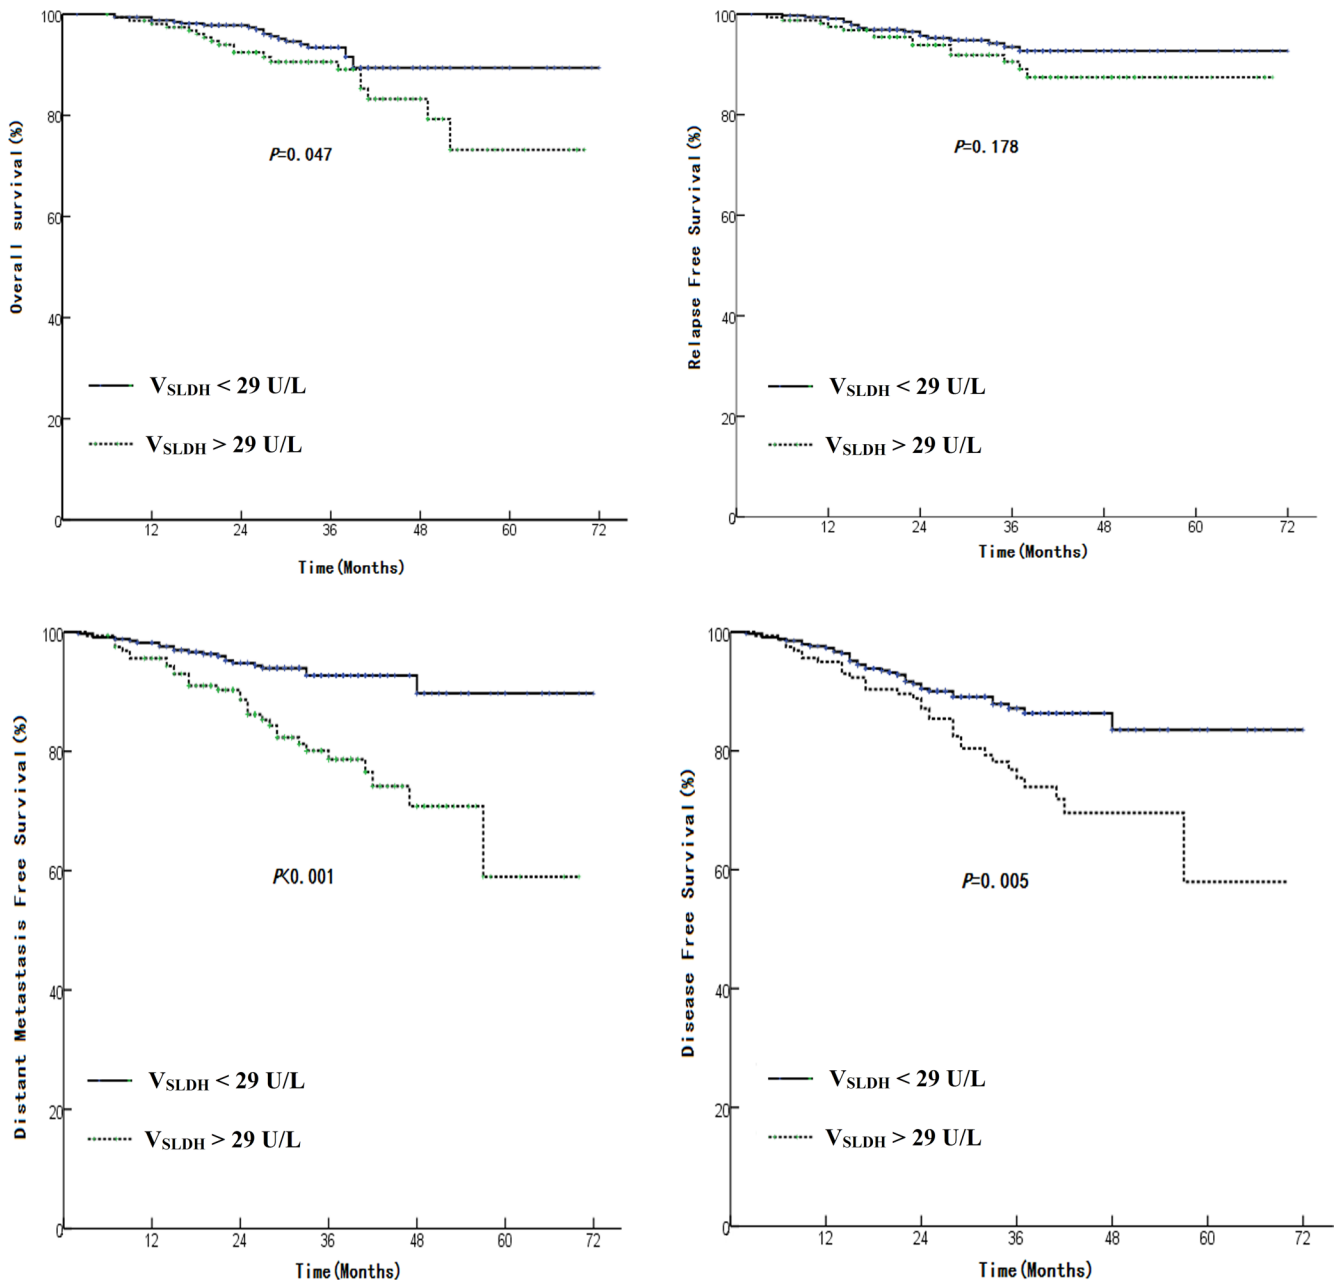 Overall survival(%)
100
80
60
40
20
0
P=0.047
VSLDH < 29 U/L
VSLDH > 29 U/L
12 24 36 48 60 72
Time(Months)
Relapse Free Survival(%)
100
80
60
40
20
0
P=0.178
VSLDH < 29 U/L
VSLDH > 29 U/L
12 24 36 48 60 72
Time(Months)
Distant Metastasis Free Survival(%)
100
80
60
40
20
0
P<0.001
VSLDH < 29 U/L
VSLDH > 29 U/L
12 24 36 48 60 72
Time(Months)
Disease Free Survival(%)
100
80
60
40
20
0
P=0.005
VSLDH < 29 U/L
VSLDH > 29 U/L
12 24 36 48 60 72
Time(Months)